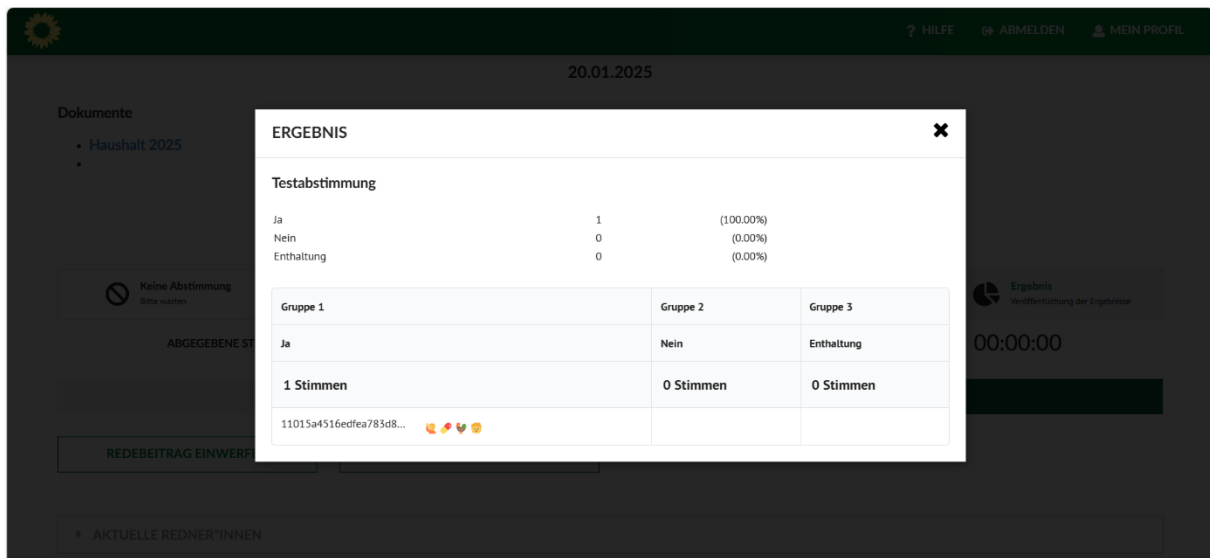 ? HILFE ABMELDEN MEIN PROFIL
20.01.2025
Dokumente
• Haushalt 2025
•
ERGEBNIS
Testabstimmung
Ja 1 (100.00%)
Nein 0 (0.00%)
Enthaltung 0 (0.00%)
Keine Abstimmung
Bitte warten
Ergebnis
Veröffentlichung der Ergebnisse
Gruppe 1 Gruppe 2 Gruppe 3
Ja Nein Enthaltung
ABGEGEBENE ST
00:00:00
1 Stimmen 0 Stimmen 0 Stimmen
11015a4516edfea783d8...
REDEBEITRAG EINWERF
AKTUELLE REDNER*INNEN